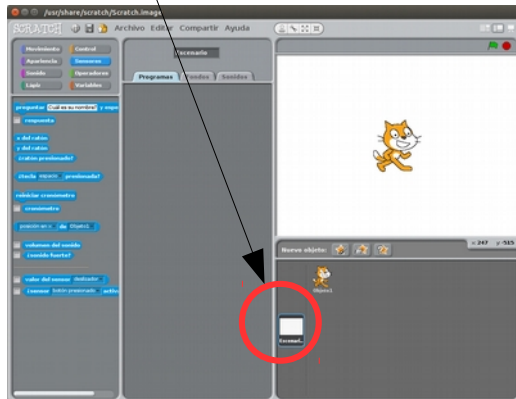 /usr/share/scratch/Scratch.image
SCRATCH Archivo Editar Compartir Ayuda
Movimiento Control
Apariencia Sensores
Sonido Operadores
Lápiz Variables
Escenario
Programas Fondos Sonidos
preguntar Cuál es su nombre? y espe
respuesta
x del ratón
y del ratón
¿ratón presionado?
¿tecla espacio presionada?
reiniciar cronómetro
cronómetro
posición en x de Objeto1
volumen del sonido
¿sonido fuerte?
valor del sensor deslizador
¿sensor botón presionado activ
Nuevo objeto:
x: 247 y: -515
Objeto1
Escenari...